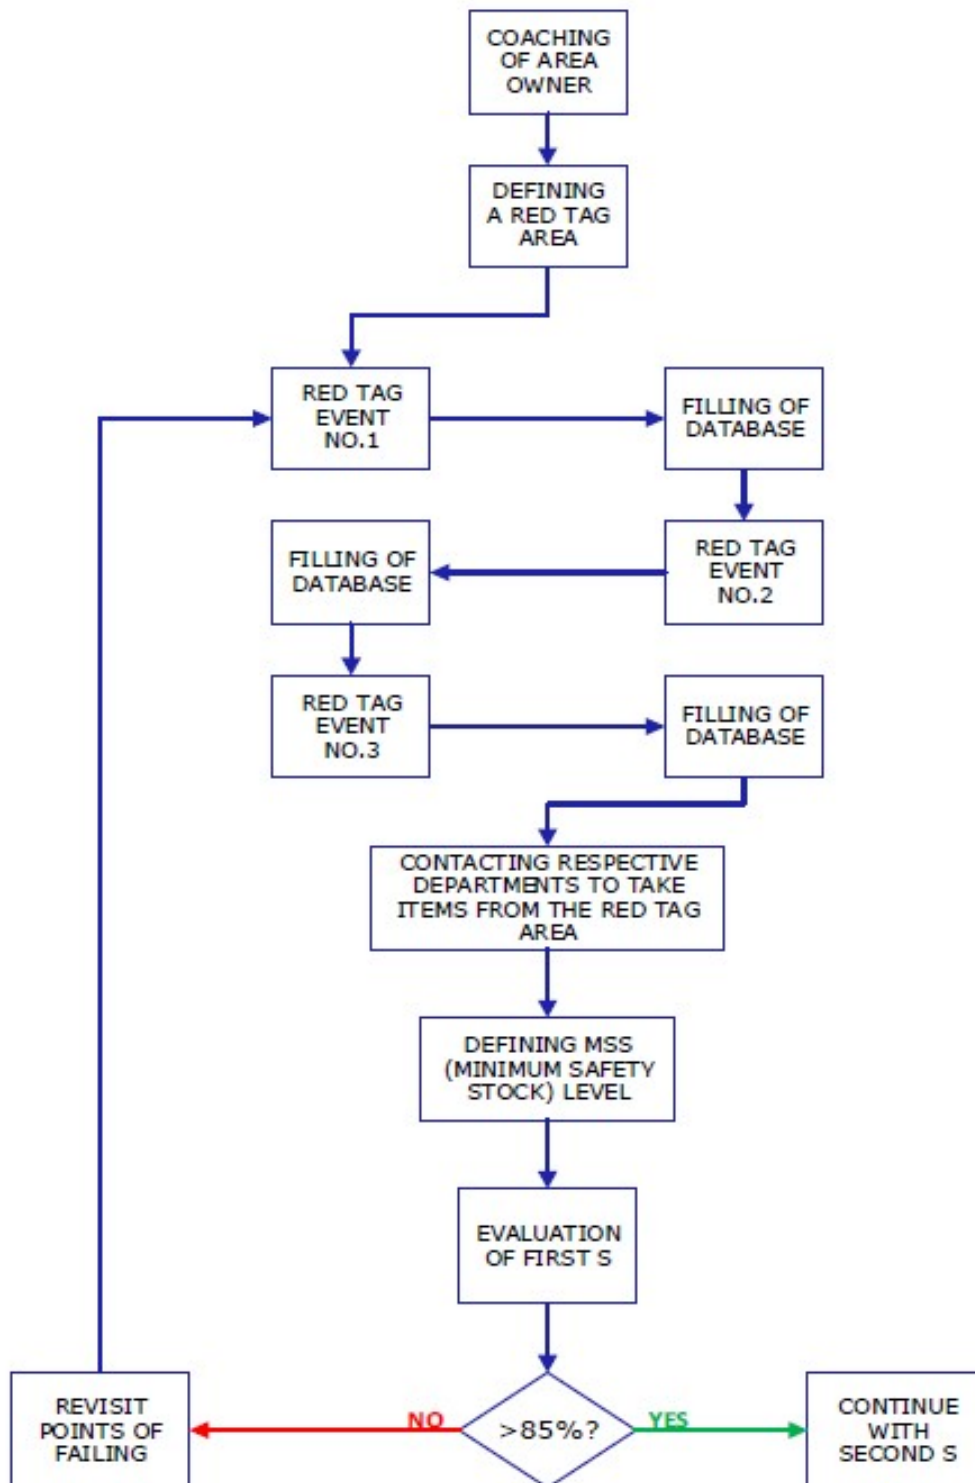 COACHING
OF AREA
OWNER
DEFINING
A RED TAG
AREA
RED TAG
EVENT
NO.1
FILLING OF
DATABASE
RED TAG
EVENT
NO.2
FILLING OF
DATABASE
RED TAG
EVENT
NO.3
FILLING OF
DATABASE
CONTACTING RESPECTIVE
DEPARTMENTS TO TAKE
ITEMS FROM THE RED TAG
AREA
DEFINING MSS
(MINIMUM SAFETY
STOCK) LEVEL
EVALUATION
OF FIRST S
>85%?
NO
REVISIT
POINTS OF
FAILING
YES
CONTINUE
WITH
SECOND S